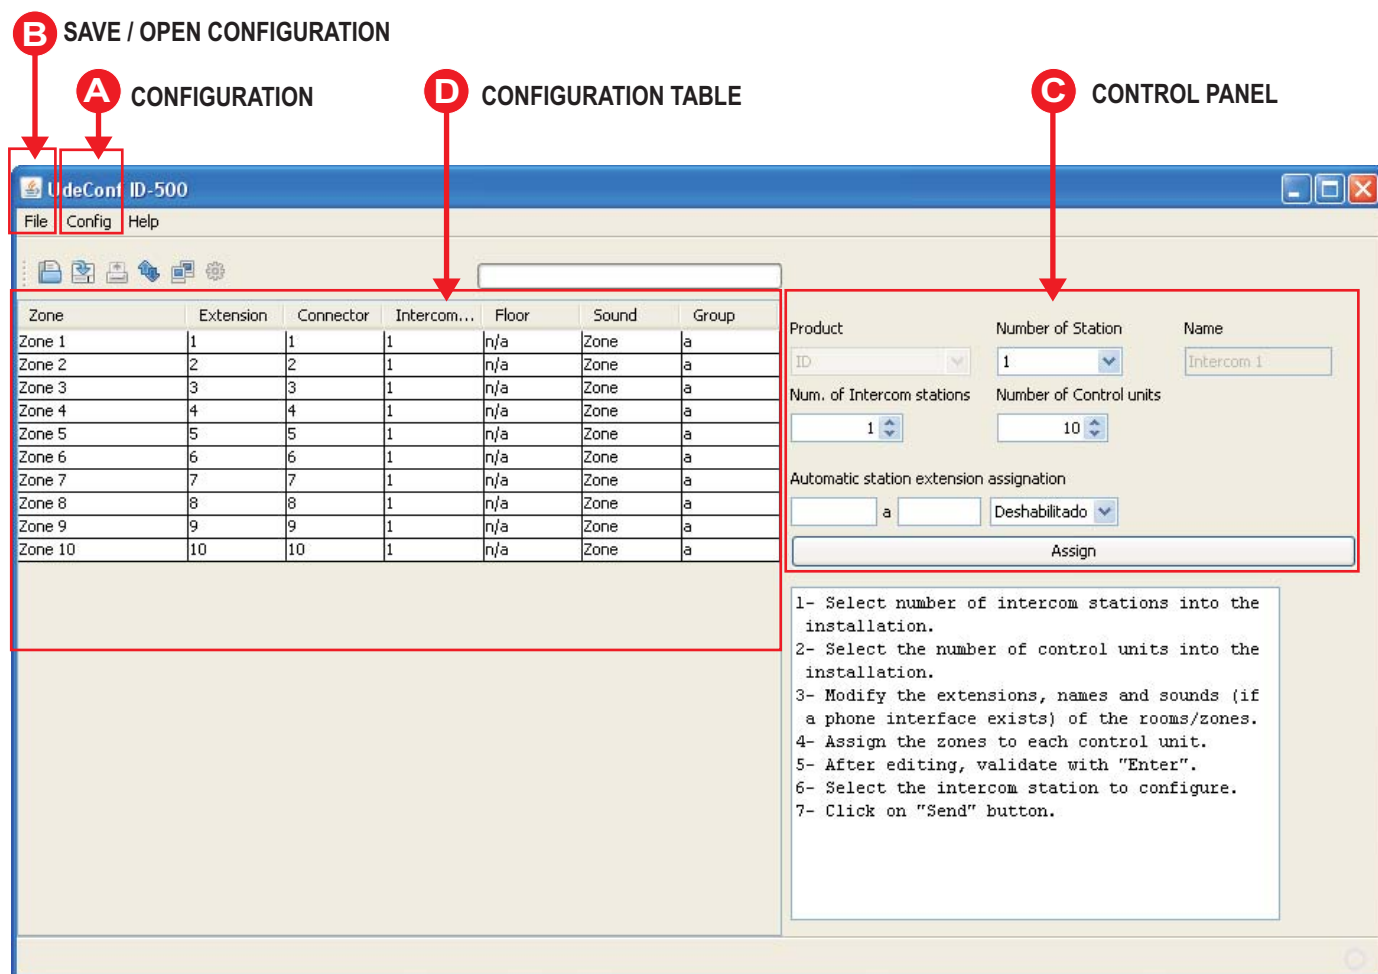 B SAVE / OPEN CONFIGURATION
A CONFIGURATION
D CONFIGURATION TABLE
C CONTROL PANEL
UdeConf ID-500
File Config Help
Zone Extension Connector Intercom... Floor Sound Group
Zone 1 1 1 1 n/a Zone a
Zone 2 2 2 1 n/a Zone a
Zone 3 3 3 1 n/a Zone a
Zone 4 4 4 1 n/a Zone a
Zone 5 5 5 1 n/a Zone a
Zone 6 6 6 1 n/a Zone a
Zone 7 7 7 1 n/a Zone a
Zone 8 8 8 1 n/a Zone a
Zone 9 9 9 1 n/a Zone a
Zone 10 10 10 1 n/a Zone a
Product Number of Station Name
ID 1 Intercom 1
Num. of Intercom stations Number of Control units
1 10
Automatic station extension assignation
a Deshabilitado
Assign
1- Select number of intercom stations into the
installation.
2- Select the number of control units into the
installation.
3- Modify the extensions, names and sounds (if
a phone interface exists) of the rooms/zones.
4- Assign the zones to each control unit.
5- After editing, validate with "Enter".
6- Select the intercom station to configure.
7- Click on "Send" button.